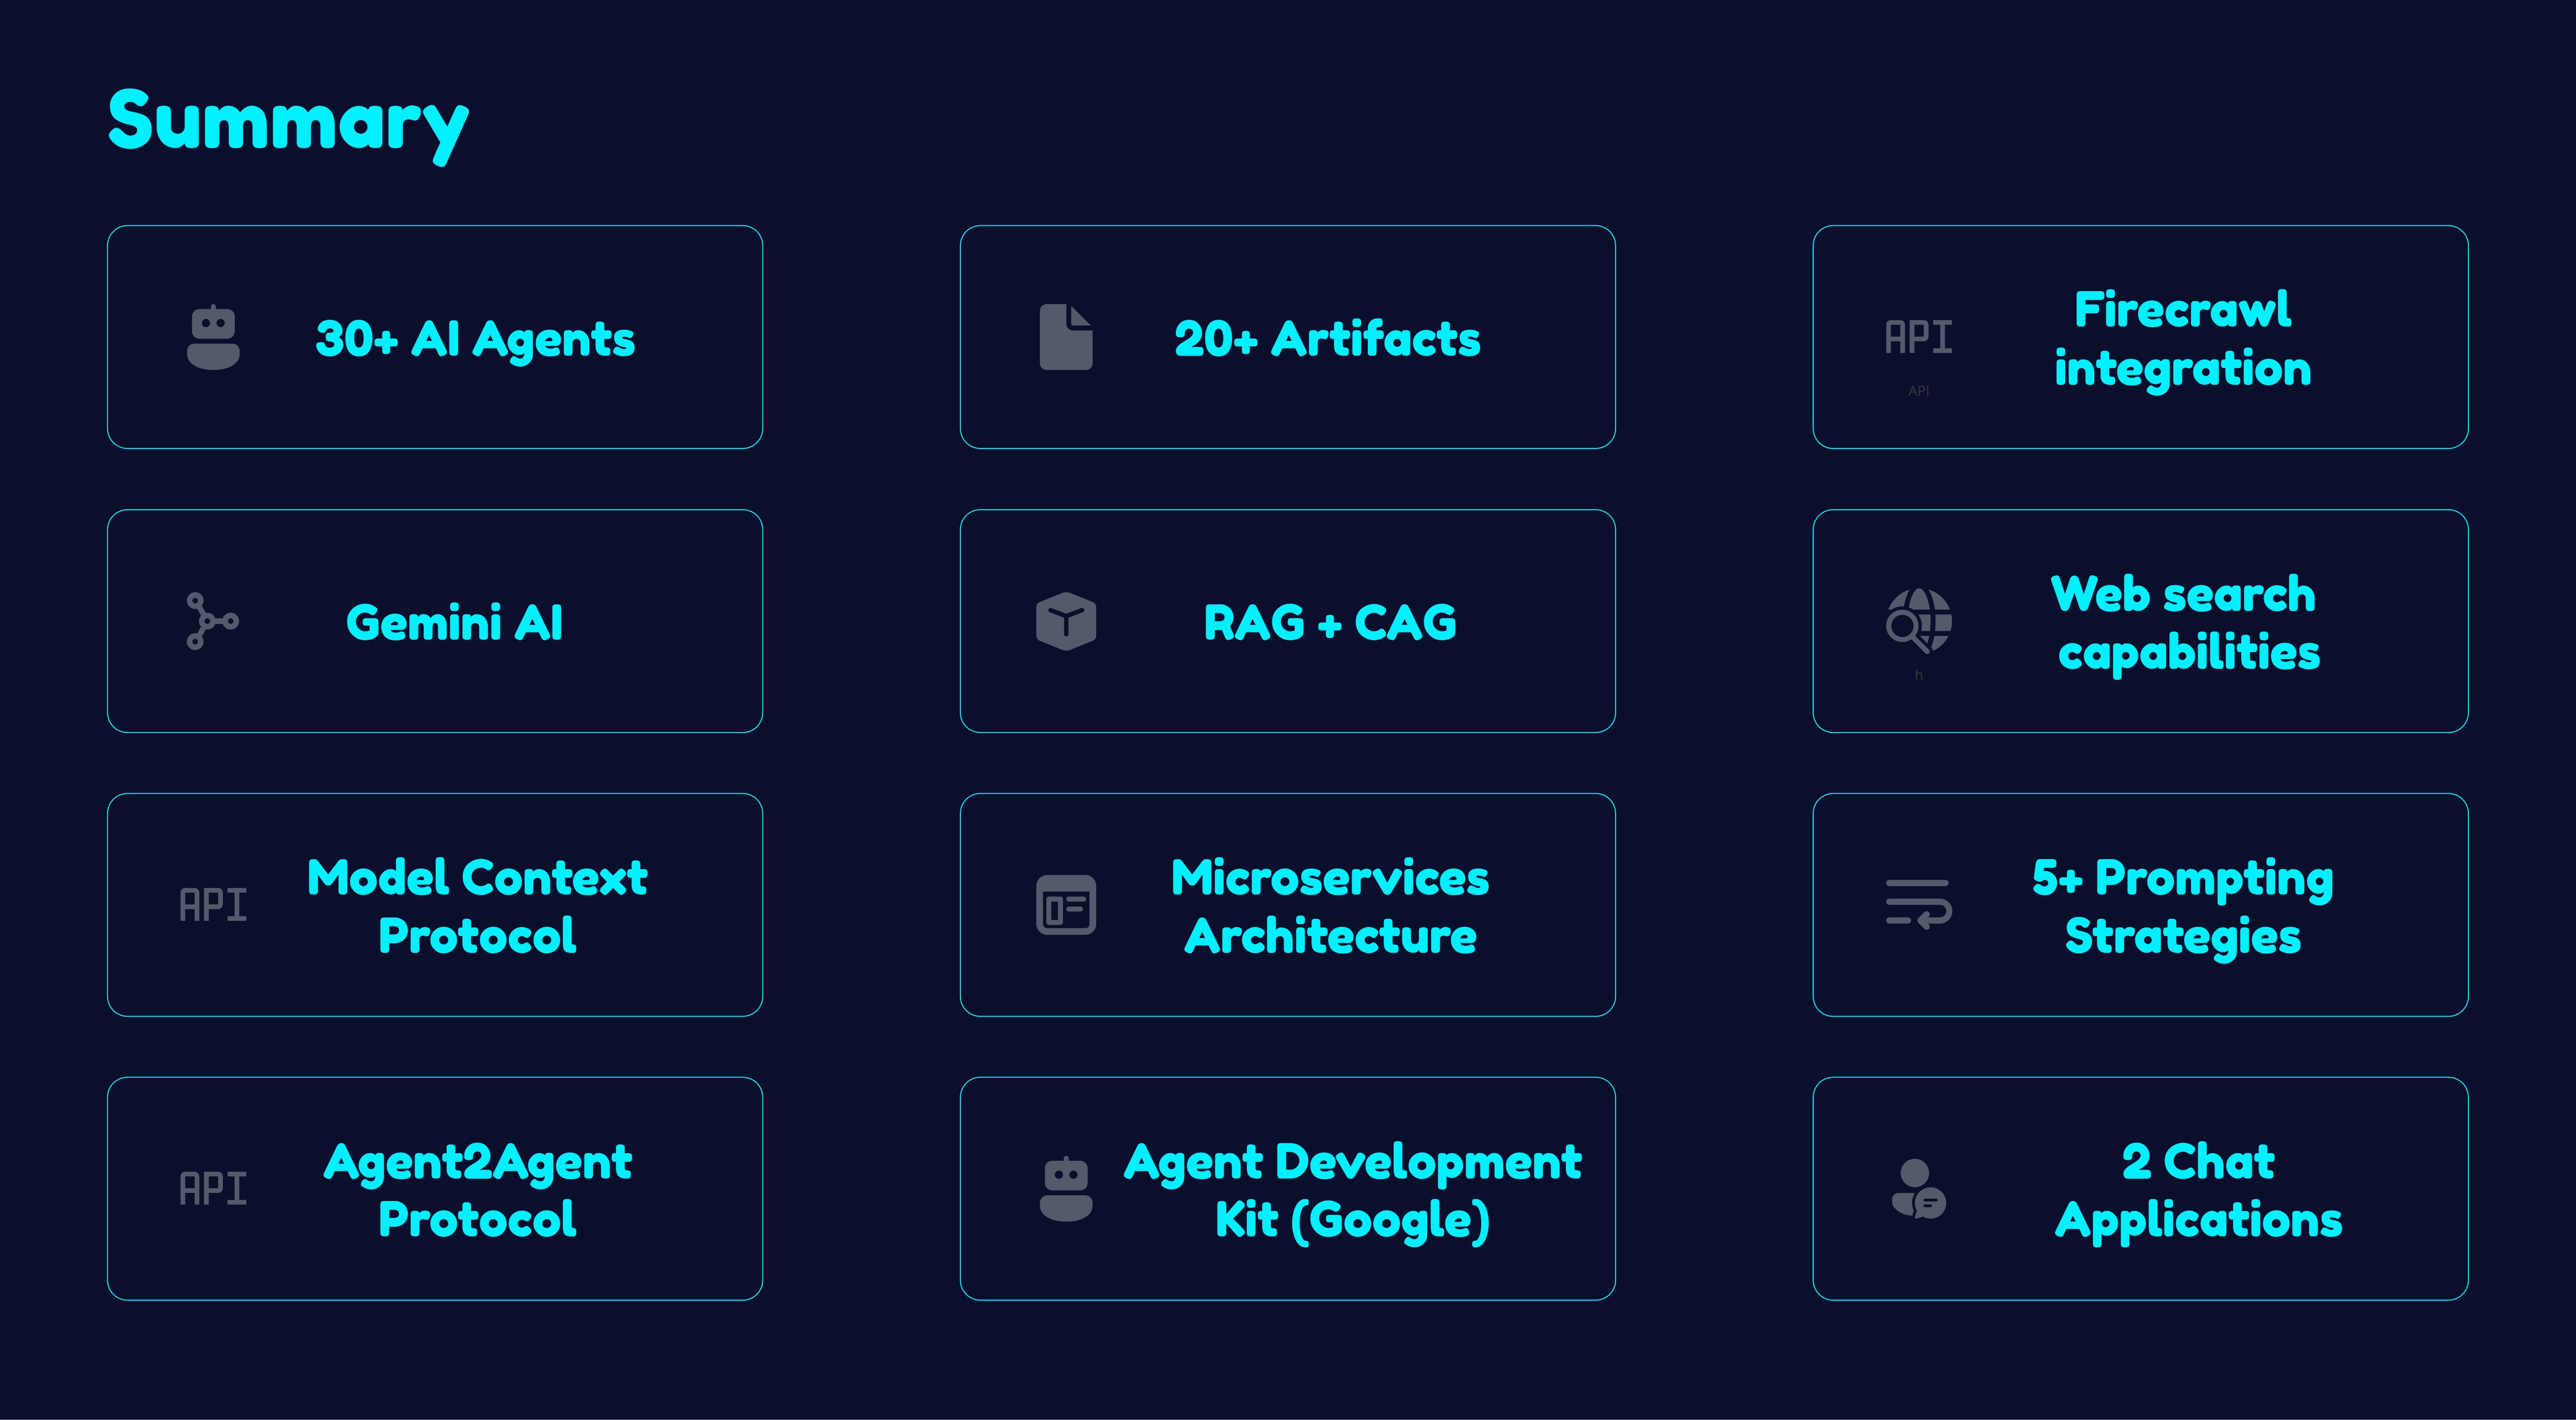 Summary
30+ AI Agents
20+ Artifacts
API
API
Firecrawl
integration
Gemini AI
RAG + CAG
h
Web search
capabilities
API
Model Context
Protocol
Microservices
Architecture
5+ Prompting
Strategies
API
Agent2Agent
Protocol
Agent Development
Kit (Google)
2 Chat
Applications